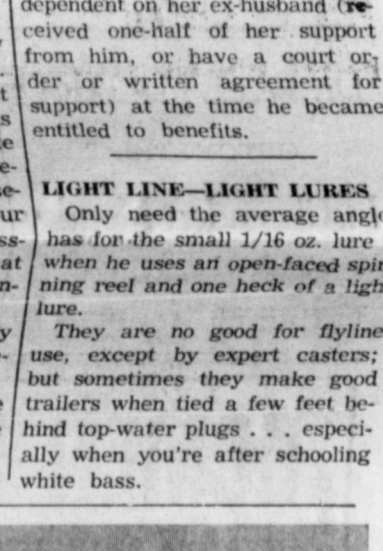 dependent on her ex-husband (re-
ceived one-half of her support
from him, or have a court or-
der or written agreement for
support) at the time he became
entitled to benefits.
LIGHT LINE—LIGHT LURES
Only need the average angl
has for the small 1/16 oz. lure
when he uses an open-faced spin
ning reel and one heck of a ligh
lure.
They are no good for flyline
use, except by expert casters;
but sometimes they make good
trailers when tied a few feet be-
hind top-water plugs . . . especi-
ally when you're after schooling
white bass.